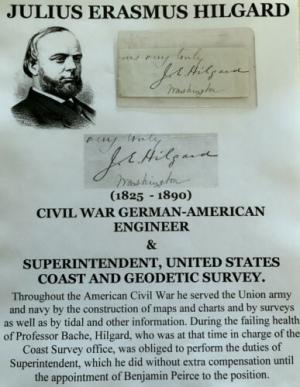 JULIUS ERASMUS HILGARD
us very truly
J.E. Hilgard
Washington
very truly
J.E. Hilgard
Washington
(1825 - 1890)
CIVIL WAR GERMAN-AMERICAN
ENGINEER
&
SUPERINTENDENT, UNITED STATES
COAST AND GEODETIC SURVEY.
Throughout the American Civil War he served the Union army
and navy by the construction of maps and charts and by surveys
as well as by tidal and other information. During the failing health
of Professor Bache, Hilgard, who was at that time in charge of the
Coast Survey office, was obliged to perform the duties of
Superintendent, which he did without extra compensation until
the appointment of Benjamin Peirce to the position.